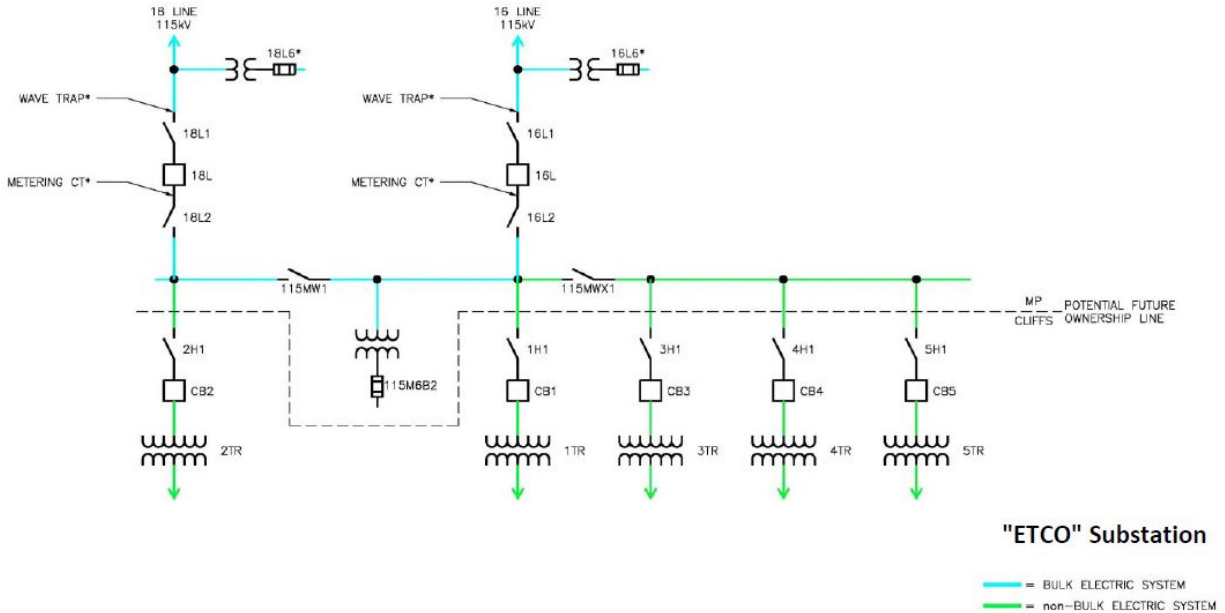 18 LINE
115kV
16 LINE
115kV
18L6*
16L6*
WAVE TRAP*
WAVE TRAP*
18L1
16L1
18L
16L
METERING CT*
METERING CT*
18L2
16L2
115MW1
115MWX1
MP
CLIFFS
POTENTIAL FUTURE
OWNERSHIP LINE
2H1
1H1
3H1
4H1
5H1
CB2
115M6B2
CB1
CB3
CB4
CB5
2TR
1TR
3TR
4TR
5TR
"ETCO" Substation
= BULK ELECTRIC SYSTEM
= non-BULK ELECTRIC SYSTEM